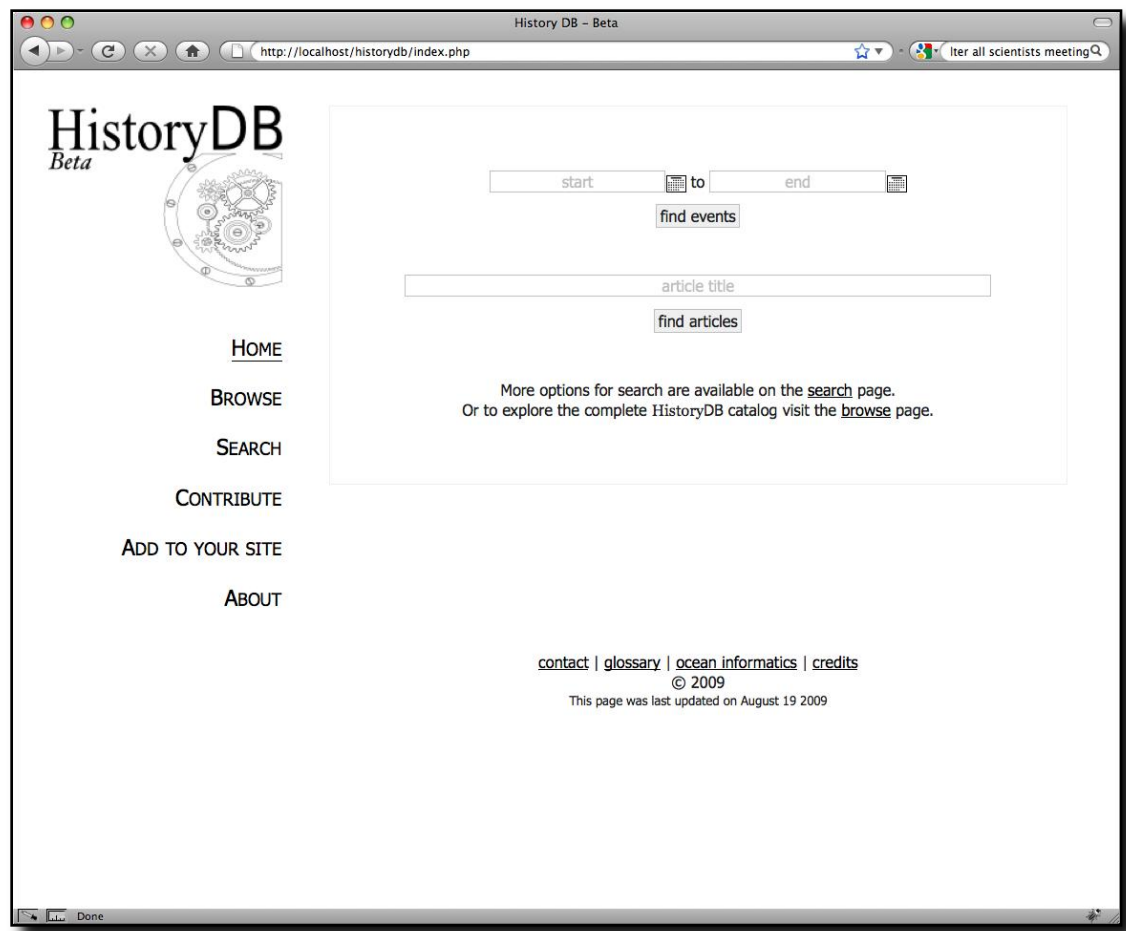 History DB – Beta
http://localhost/historydb/index.php
lter all scientists meeting
HistoryDB
Beta
start to end
find events
article title
find articles
More options for search are available on the search page.
Or to explore the complete HistoryDB catalog visit the browse page.
HOME
BROWSE
SEARCH
CONTRIBUTE
ADD TO YOUR SITE
ABOUT
contact | glossary | ocean informatics | credits
© 2009
This page was last updated on August 19 2009
Done